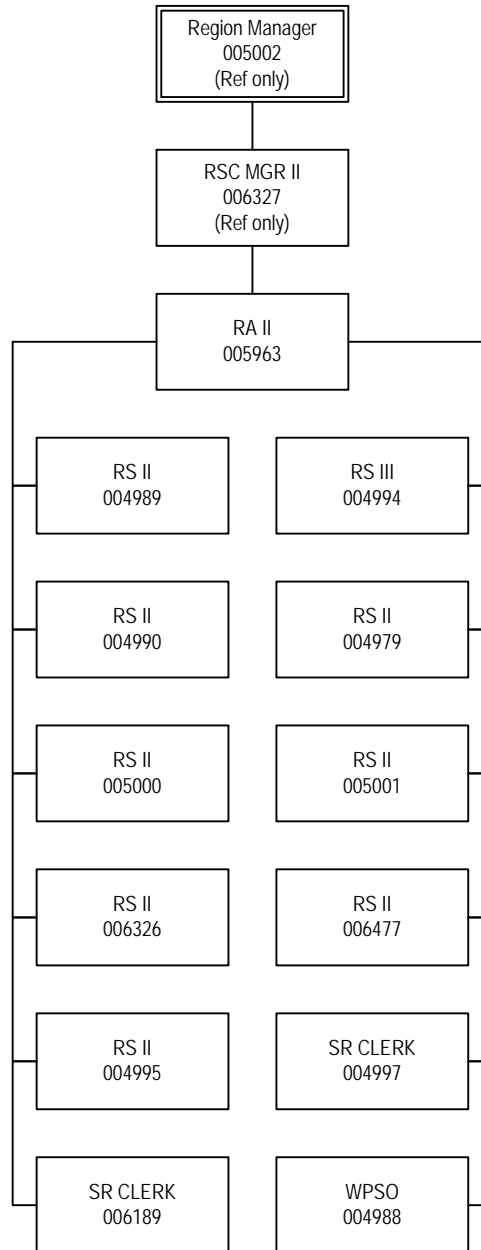 Region Manager
005002
(Ref only)
RSC MGR II
006327
(Ref only)
RA II
005963
RS II
004989
RS III
004994
RS II
004990
RS II
004979
RS II
005000
RS II
005001
RS II
006326
RS II
006477
RS II
004995
SR CLERK
004997
SR CLERK
006189
WPSO
004988